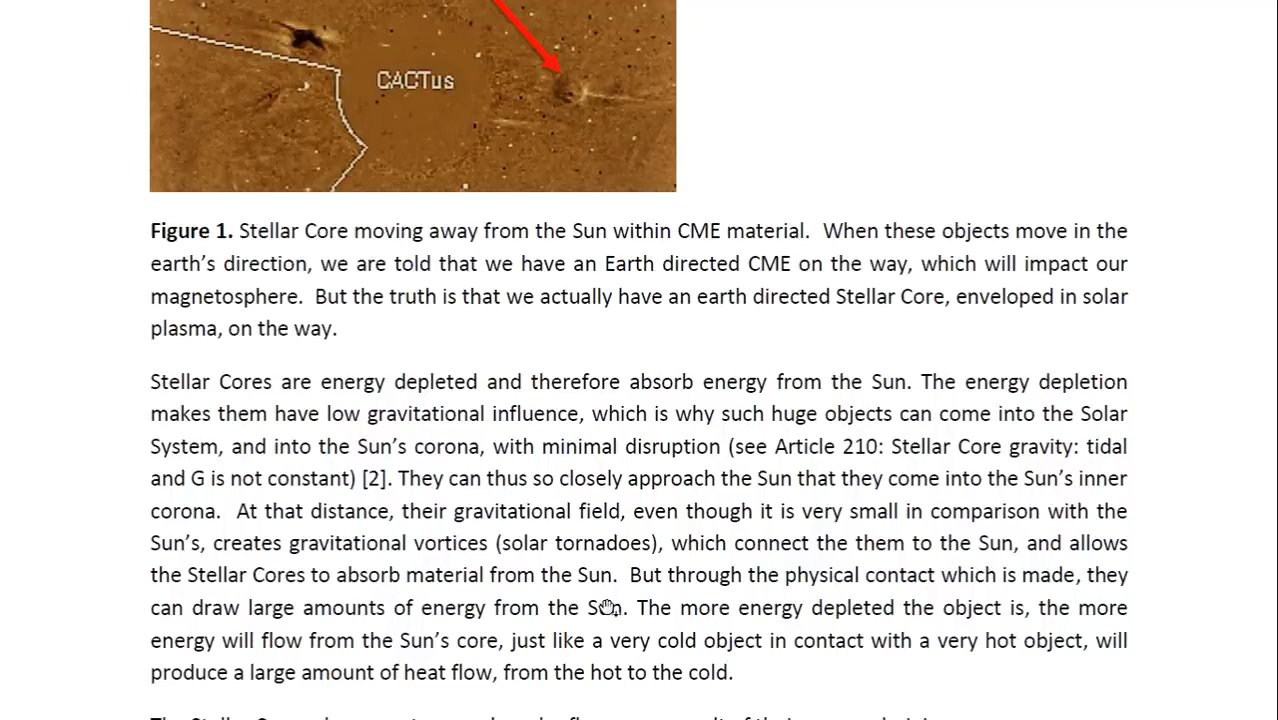 CACTus
Figure 1. Stellar Core moving away from the Sun within CME material.  When these objects move in the
earth's direction, we are told that we have an Earth directed CME on the way, which will impact our
magnetosphere.  But the truth is that we actually have an earth directed Stellar Core, enveloped in solar
plasma, on the way.
Stellar Cores are energy depleted and therefore absorb energy from the Sun. The energy depletion
makes them have low gravitational influence, which is why such huge objects can come into the Solar
System, and into the Sun's corona, with minimal disruption (see Article 210: Stellar Core gravity: tidal
and G is not constant) [2]. They can thus so closely approach the Sun that they come into the Sun's inner
corona.  At that distance, their gravitational field, even though it is very small in comparison with the
Sun's, creates gravitational vortices (solar tornadoes), which connect the them to the Sun, and allows
the Stellar Cores to absorb material from the Sun.  But through the physical contact which is made, they
can draw large amounts of energy from the Sun. The more energy depleted the object is, the more
energy will flow from the Sun's core, just like a very cold object in contact with a very hot object, will
produce a large amount of heat flow, from the hot to the cold.